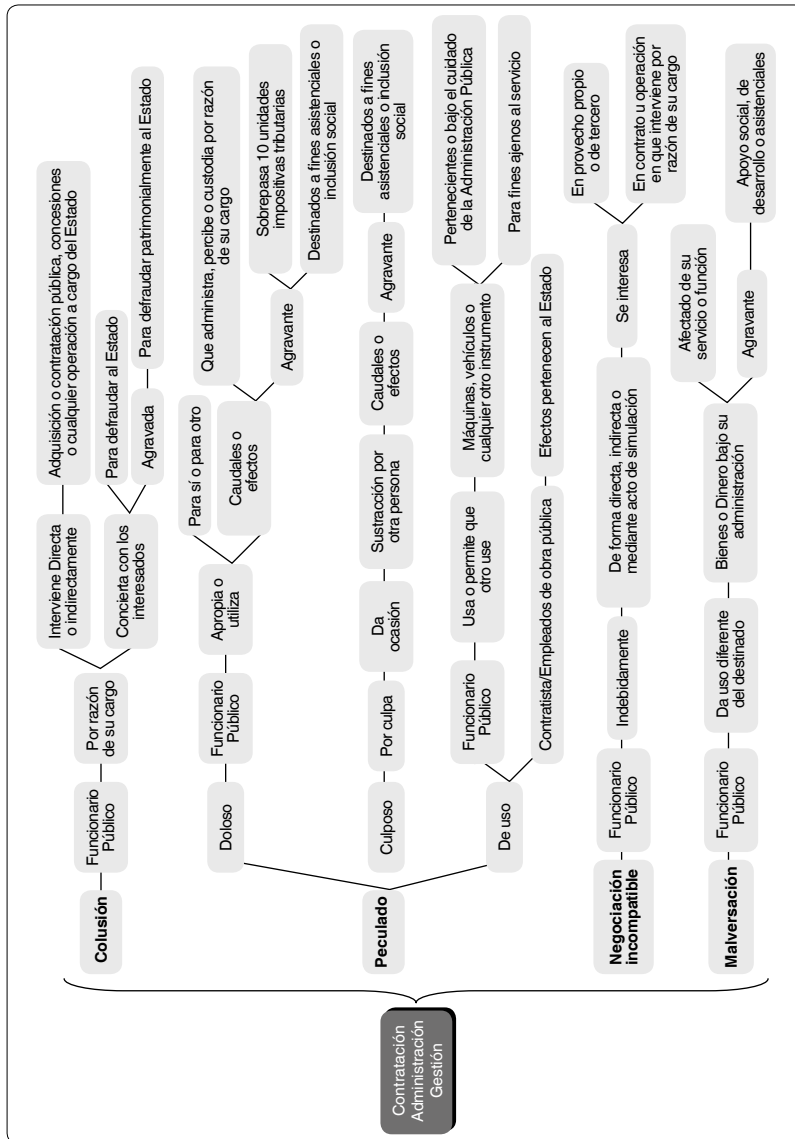 Contratación
Administración
Gestión
Colusión
Funcionario
Público
Por razón
de su cargo
Interviene Directa
o indirectamente
Adquisición o contratación pública, concesiones
o cualquier operación a cargo del Estado
Concierta con los
interesados
Para defraudar al Estado
Agravada
Para defraudar patrimonialmente al Estado
Peculado
Doloso
Funcionario
Público
Apropia o
utiliza
Para sí o para otro
Caudales o
efectos
Que administra, percibe o custodia por razón
de su cargo
Agravante
Sobrepasa 10 unidades
impositivas tributarias
Destinados a fines asistenciales o
inclusión social
Culposo
Por culpa
Da
ocasión
Sustracción por
otra persona
Caudales o
efectos
Agravante
Destinados a fines
asistenciales o inclusión
social
De uso
Funcionario
Público
Usa o permite que
otro use
Máquinas, vehículos o
cualquier otro instrumento
Pertenecientes o bajo el cuidado
de la Administración Pública
Para fines ajenos al servicio
Contratista/Empleados de obra pública
Efectos pertenecen al Estado
Negociación
incompatible
Funcionario
Público
Indebidamente
De forma directa, indirecta o
mediante acto de simulación
Se interesa
En provecho propio
o de tercero
En contrato u operación
en que interviene por
razón de su cargo
Malversación
Funcionario
Público
Da uso diferente
del destinado
Bienes o Dinero bajo su
administración
Afectado de su
servicio o función
Agravante
Apoyo social, de
desarrollo o asistenciales